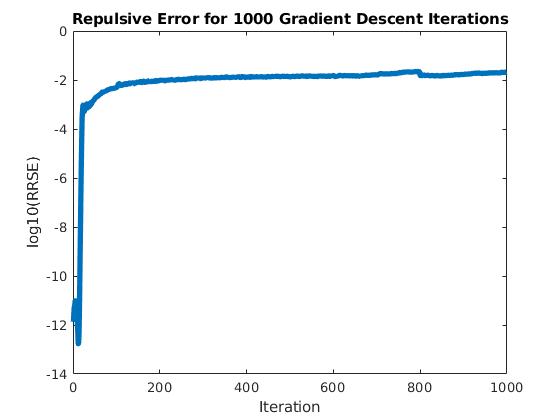 Repulsive Error for 1000 Gradient Descent Iterations
0
-2
-4
-6
-8
-10
-12
-14
log10(RRSE)
0 200 400 600 800 1000
Iteration